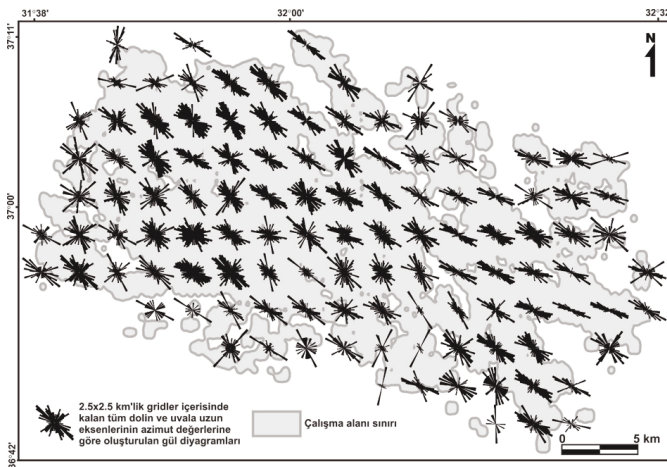 31°38'
32°00'
32°32'
37°11'
N
37°00'
36°42'
2.5x2.5 km'lik gridler içerisinde
kalan tüm dolin ve uvala uzun
eksenlerinin azimut değerlerine
göre oluşturulan gül diyagramları
Çalışma alanı sınırı
0
5 km